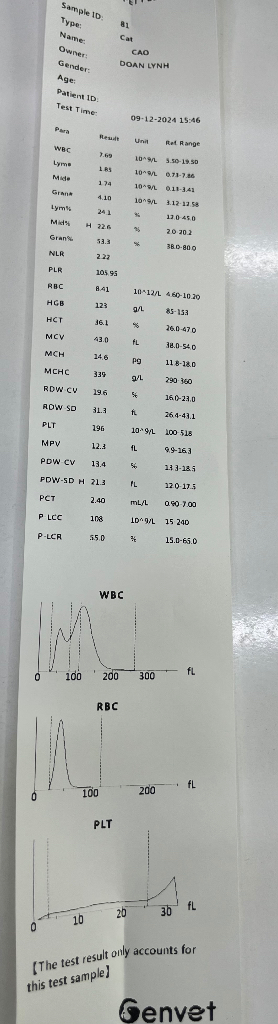 Sample ID: 81
Type: Cat
Name: CAO
Owner: DOAN LYNH
Gender:
Age:
Patient ID:
Test Time: 09-12-2024 15:46
Para Result Unit Ref. Range
WBC 7.69 10^9/L 5.50-19.50
Lym# 1.85 10^9/L 0.73-7.86
Mid# 1.74 10^9/L 0.13-3.41
Gran# 4.10 10^9/L 3.12-12.58
Lym% 24.1 % 12.0-45.0
Mid% H 22.6 % 2.0-20.2
Gran% 53.3 % 38.0-80.0
NLR 2.22
PLR 105.95
RBC 8.41 10^12/L 4.60-10.20
HGB 123 g/L 85-153
HCT 36.1 % 26.0-47.0
MCV 43.0 fL 38.0-54.0
MCH 14.6 pg 11.8-18.0
MCHC 339 g/L 290-360
RDW-CV 19.6 % 16.0-23.0
RDW-SD 31.3 fL 26.4-43.1
PLT 196 10^9/L 100-518
MPV 12.3 fL 9.9-16.3
PDW-CV 13.4 % 13.3-18.5
PDW-SD H 21.3 fL 12.0-17.5
PCT 2.40 mL/L 0.90-7.00
P-LCC 108 10^9/L 15-240
P-LCR 55.0 % 15.0-65.0
WBC
0 100 200 300 fL
RBC
0 100 200 fL
PLT
0 10 20 30 fL
【The test result only accounts for
this test sample】
Genvet